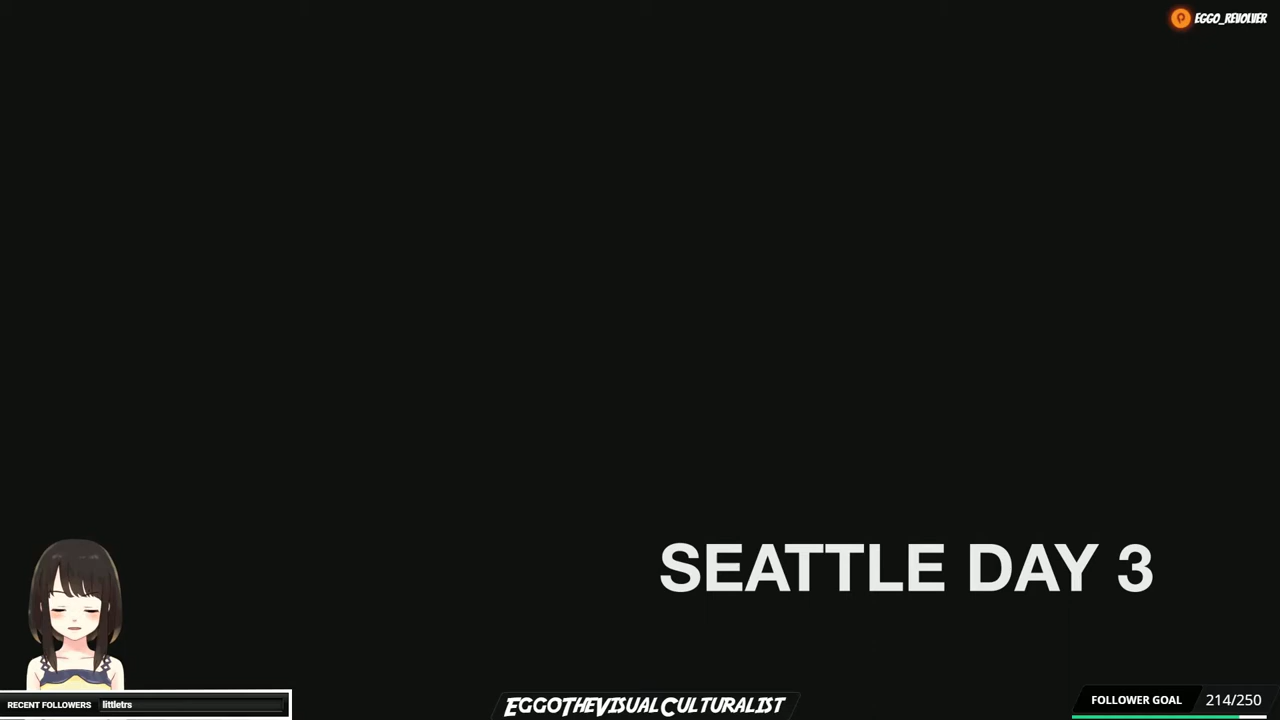 EGGO_REVOLVER
SEATTLE DAY 3
RECENT FOLLOWERS littletrs
EGGOTHEVISUALCULTURALIST
FOLLOWER GOAL 214/250